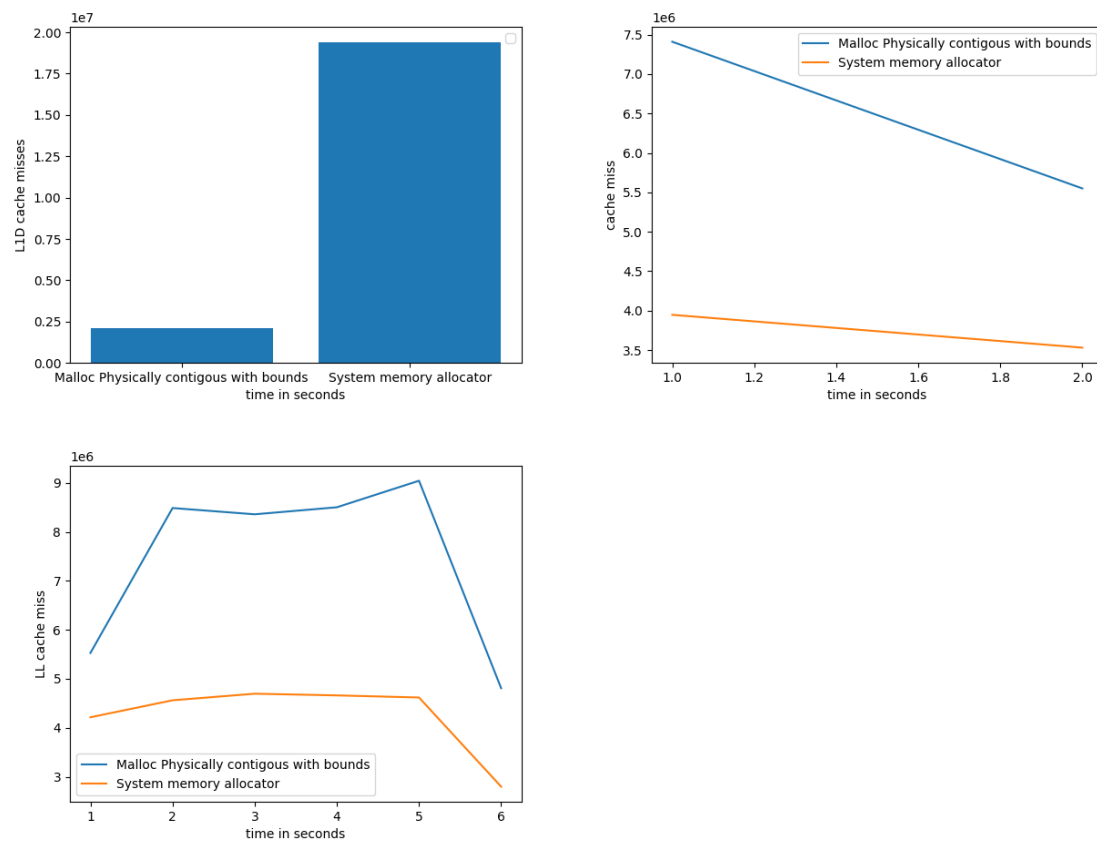 1e7
2.00
1.75
1.50
1.25
1.00
0.75
0.50
0.25
0.00
L1D cache misses
Malloc Physically contigous with bounds
System memory allocator
time in seconds
1e6
7.5
7.0
6.5
6.0
5.5
5.0
4.5
4.0
3.5
cache miss
Malloc Physically contigous with bounds
System memory allocator
1.0 1.2 1.4 1.6 1.8 2.0
time in seconds
1e6
9
8
7
6
5
4
3
LL cache miss
Malloc Physically contigous with bounds
System memory allocator
1 2 3 4 5 6
time in seconds